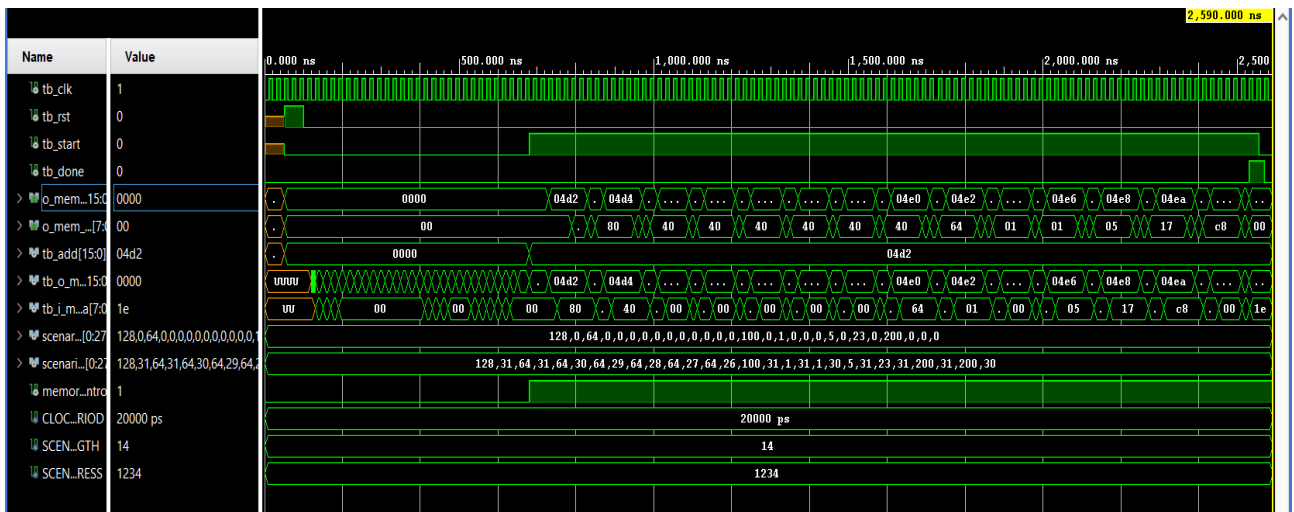 2,590.000 ns
Name Value 0.000 ns 500.000 ns 1,000.000 ns 1,500.000 ns 2,000.000 ns 2,500
tb_clk 1
tb_rst 0
tb_start 0
tb_done 0
o_mem...15:0 0000 . 0000 04d2 . 04d4 . ... . ... . ... . ... . ... . 04e0 . 04e2 . ... . 04e6 . 04e8 . 04ea . ... . ..
o_mem_...[7:0 00 . 00 . 80 40 40 40 40 40 40 64 01 01 05 17 c8 00
tb_add[15:0] 04d2 . 0000 04d2
tb_o_m...15:0 0000 UUUU . 04d2 . 04d4 . ... . ... . ... . ... . ... . 04e0 . 04e2 . ... . 04e6 . 04e8 . 04ea . ... . ..
tb_i_m...a[7:0 1e UU 00 00 00 80 . 40 . 00 . 00 . 00 . 00 . 00 . 64 . 01 . 00 . 05 . 17 . c8 . 00 1e
scenar...[0:27 128,0,64,0,0,0,0,0,0,0,0,0,0,1 128,0,64,0,0,0,0,0,0,0,0,0,0,0,100,0,1,0,0,0,5,0,23,0,200,0,0,0
scenari...[0:27 128,31,64,31,64,30,64,29,64,2 128,31,64,31,64,30,64,29,64,28,64,27,64,26,100,31,1,31,1,30,5,31,23,31,200,31,200,30
memor...ntro 1
CLOC...RIOD 20000 ps 20000 ps
SCEN...GTH 14 14
SCEN...RESS 1234 1234